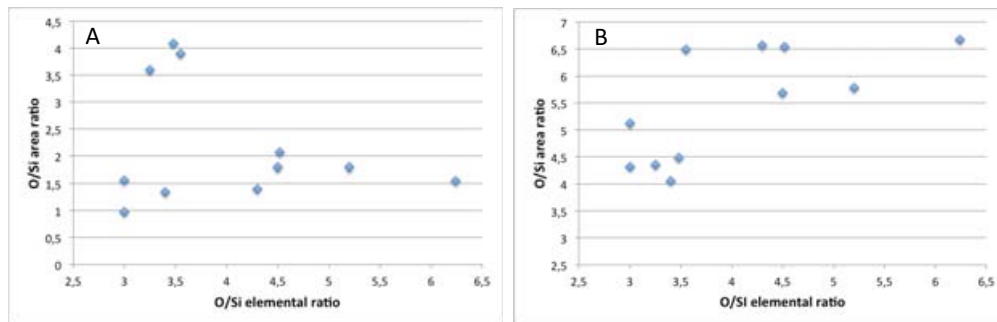 A
4,5
4
3,5
3
2,5
2
1,5
1
0,5
0
O/Si area ratio
2,5 3 3,5 4 4,5 5 5,5 6 6,5
O/Si elemental ratio
B
7
6,5
6
5,5
5
4,5
4
3,5
3
2,5
O/Si area ratio
2,5 3 3,5 4 4,5 5 5,5 6 6,5
O/SI elemental ratio